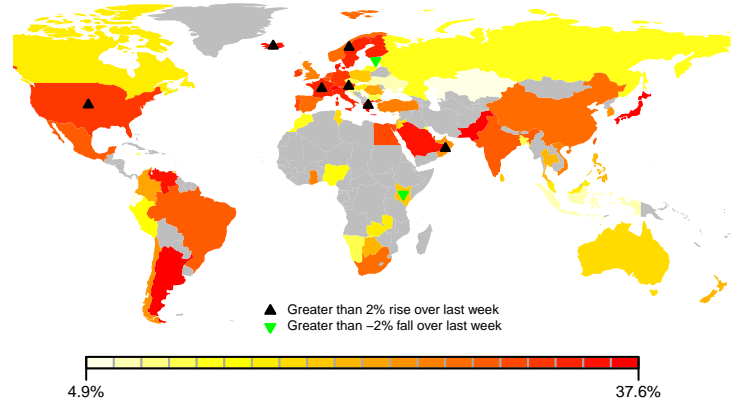 Greater than 2% rise over last week
Greater than −2% fall over last week
4.9%
37.6%